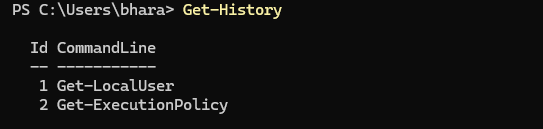 PS C:\Users\bhara> Get-History
Id CommandLine
-- -----------
1 Get-LocalUser
2 Get-ExecutionPolicy